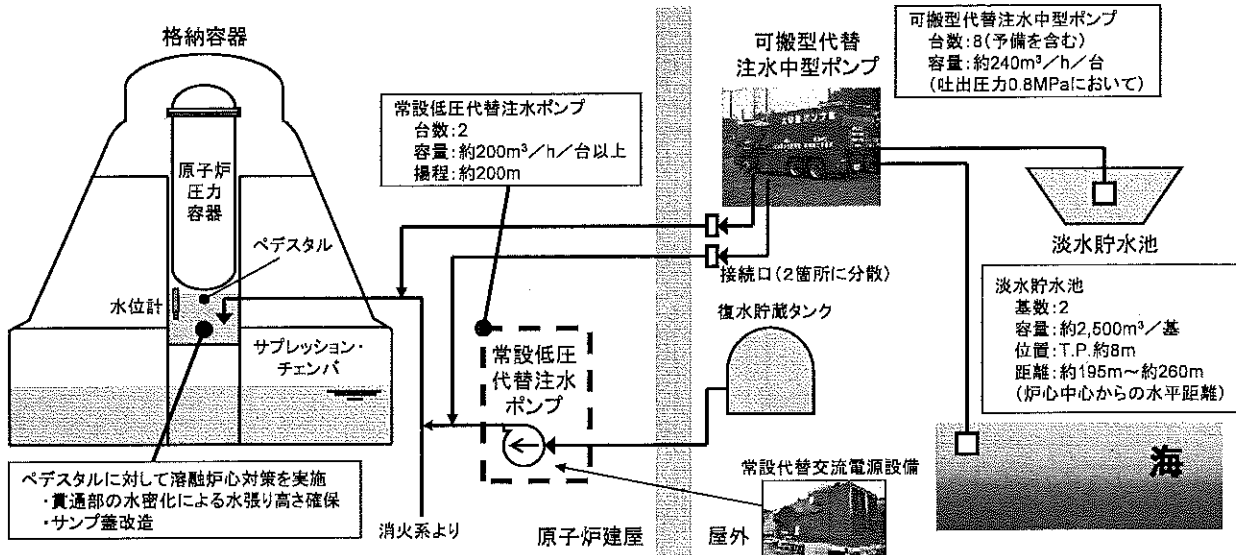 格納容器
原子炉
圧力
容器
ペデスタル
水位計
サプレッション・
チェンバ
ペデスタルに対して溶融炉心対策を実施
・貫通部の水密化による水張り高さ確保
・サンプ蓋改造
常設低圧代替注水ポンプ
台数:2
容量:約200m³/h/台以上
揚程:約200m
常設低圧
代替注水
ポンプ
消火系より
原子炉建屋
屋外
可搬型代替
注水中型ポンプ
可搬型代替注水中型ポンプ
台数:8(予備を含む)
容量:約240m³/h/台
(吐出圧力0.8MPaにおいて)
接続口(2箇所に分散)
復水貯蔵タンク
常設代替交流電源設備
淡水貯水池
淡水貯水池
基数:2
容量:約2,500m³/基
位置:T.P.約8m
距離:約195m~約260m
(炉心中心からの水平距離)
海